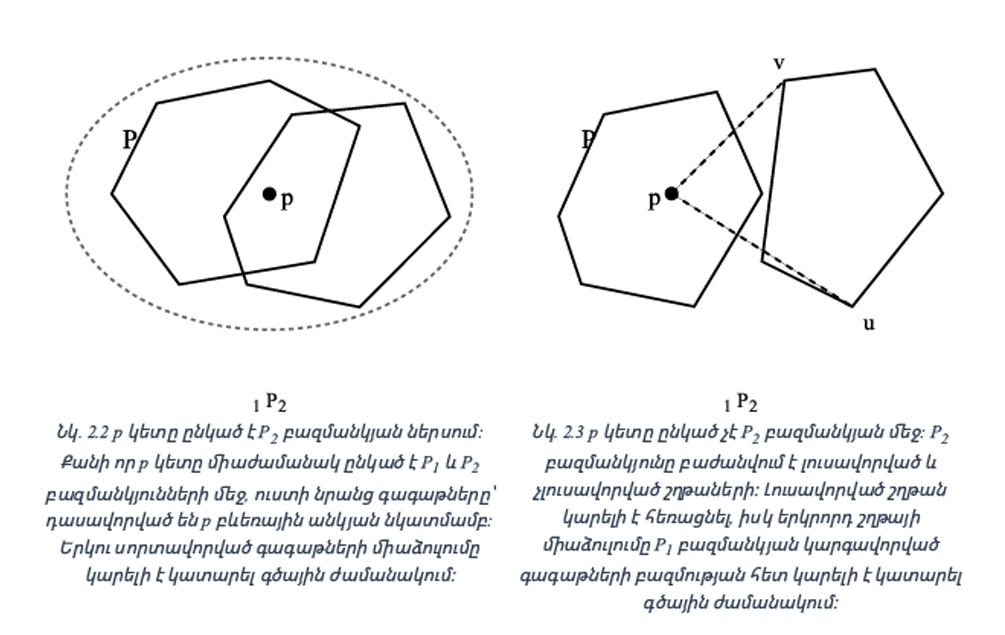 P
p
v
P
p
u
1 P2
Նկ. 2.2 p կետը ընկած է P2 բազմանկյան ներսում:
Քանի որ p կետը միաժամանակ ընկած է P1 և P2
բազմանկյունների մեջ, ուստի նրանց գագաթները՝
դասավորված են p բևեռային անկյան նկատմամբ:
Երկու սորտավորված գագաթների միաձուլումը
կարելի է կատարել գծային ժամանակում:
1 P2
Նկ. 2.3 p կետը ընկած չէ P2 բազմանկյան մեջ: P2
բազմանկյունը բաժանվում է լուսավորված և
չլուսավորված շղթաների: Լուսավորված շղթան
կարելի է հեռացնել, իսկ երկրորդ շղթայի
միաձուլումը P1 բազմանկյան կարգավորված
գագաթների բազմության հետ կարելի է կատարել
գծային ժամանակում: